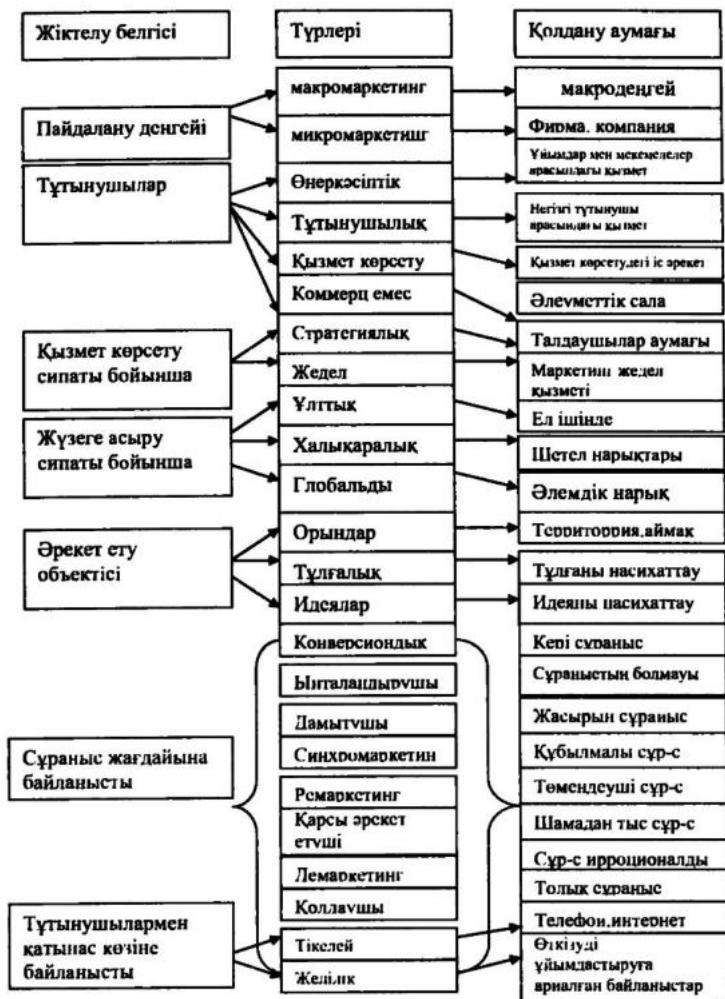 Жіктелу белгісі
Түрлері
Қолдану аумағы
Пайдалану деңгейі
Тұтынушылар
Қызмет көрсету
сипаты бойынша
Жүзеге асыру
сипаты бойынша
Әрекет ету
объектісі
Сұраныс жағдайына
байланысты
Тұтынушылармен
қатынас көзіне
байланысты
макромаркетинг
микромаркетинг
Өнеркәсіптік
Тұтынушылық
Қызмет көрсету
Коммерц емес
Стратегиялық
Жедел
Ұлттық
Халықаралық
Глобальды
Орындар
Тұлғалық
Идеялар
Конверсиондык
Ынталандырушы
Дамытушы
Синхромаркетин
Ремаркетинг
Қарсы әрекет
етуші
Демаркетинг
Қолдаушы
Тікелей
Желілік
макродеңгей
Фирма, компания
Ұйымдар мен мекемелелер
арасындағы қызмет
Негізгі тұтынушы
арасындағы қызмет
Қызмет көрсетудегі іс әрекет
Әлеуметтік сала
Талдаушылар аумағы
Маркетинг жедел
қызметі
Ел ішінде
Шетел нарықтары
Әлемдік нарық
Территория,аймақ
Тұлғаны насихаттау
Идеяны насихаттау
Кері сұраныс
Сұраныстың болмауы
Жасырын сұраныс
Құбылмалы сұр-с
Төмендеуші сұр-с
Шамадан тыс сұр-с
Сұр-с ирроционалды
Толық сұраныс
Телефон,интернет
Өткізуді
ұйымдастыруға
арналған байланыстар